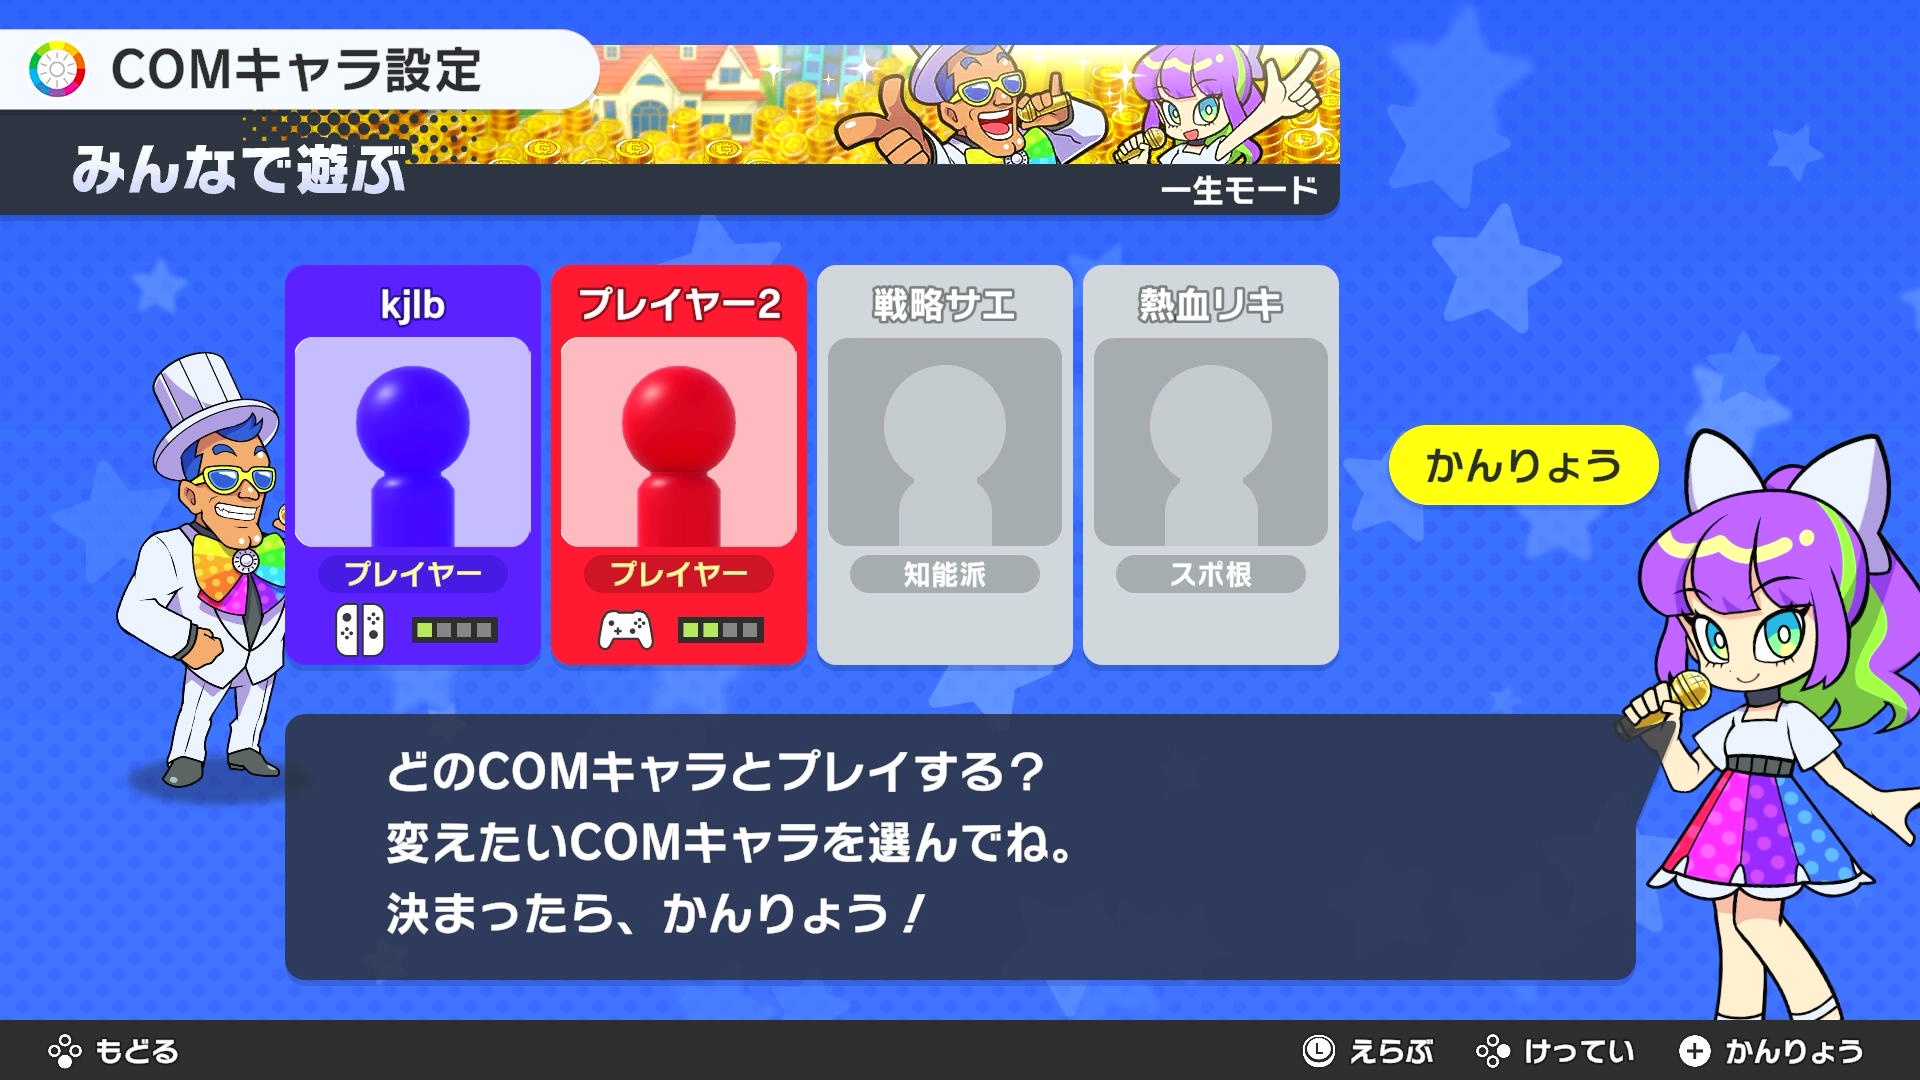 COMキャラ設定
みんなで遊ぶ
一生モード
kjlb
プレイヤー2
戦略サエ
熱血リキ
プレイヤー
プレイヤー
知能派
スポ根
かんりょう
どのCOMキャラとプレイする?
変えたいCOMキャラを選んでね。
決まったら、かんりょう!
もどる
L えらぶ
けってい
+ かんりょう